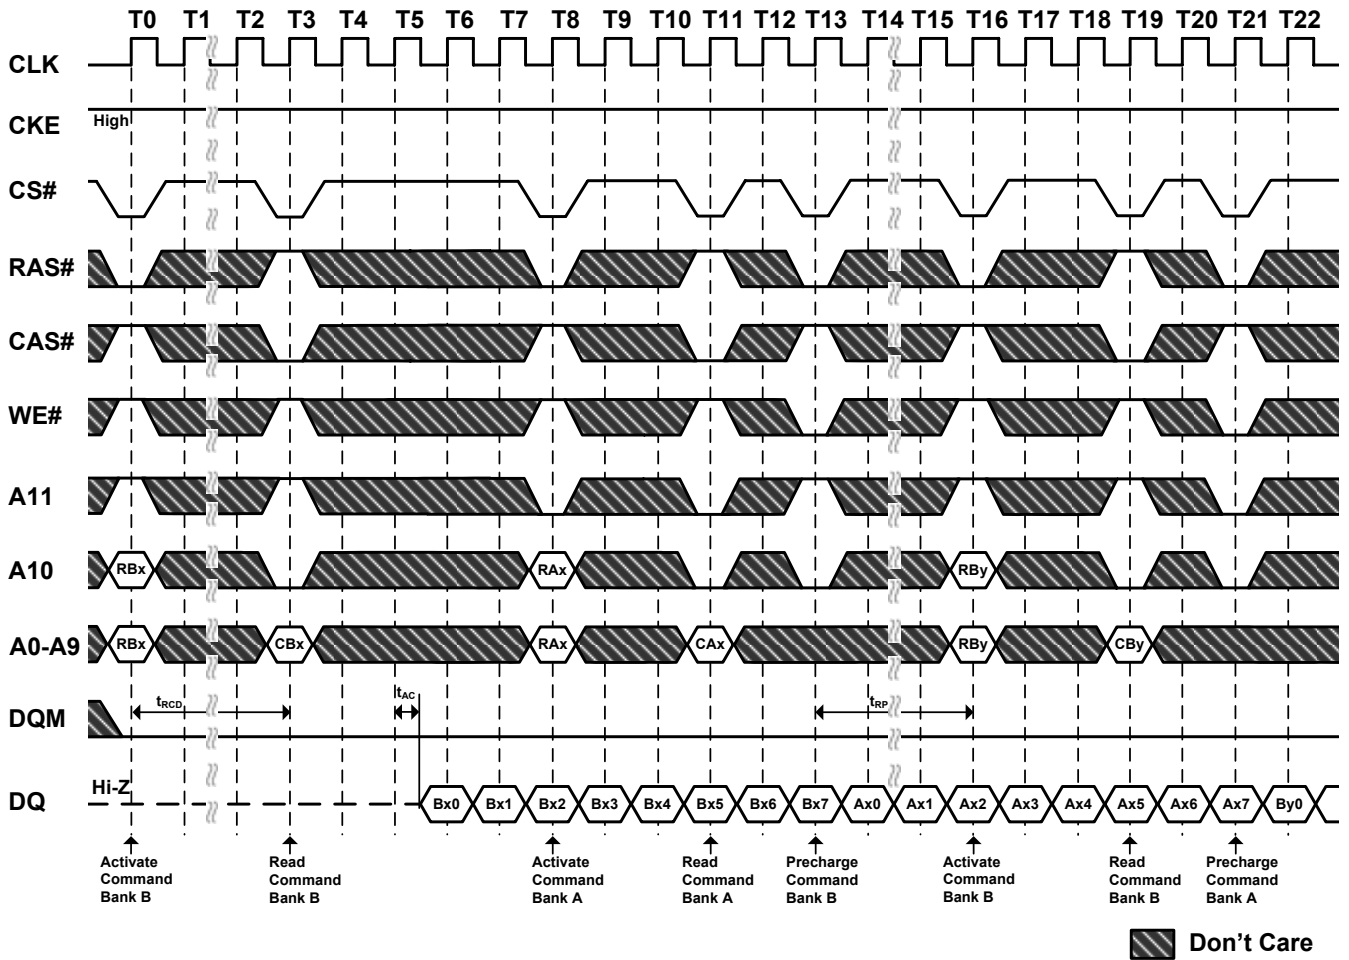 T0 T1 T2 T3 T4 T5 T6 T7 T8 T9 T10 T11 T12 T13 T14 T15 T16 T17 T18 T19 T20 T21 T22
CLK
CKE High
CS#
RAS#
CAS#
WE#
A11
A10 RBx RAx RBy
A0-A9 RBx CBx RAx CAx RBy CBy
DQM tRCD tAC tRP
DQ Hi-Z Bx0 Bx1 Bx2 Bx3 Bx4 Bx5 Bx6 Bx7 Ax0 Ax1 Ax2 Ax3 Ax4 Ax5 Ax6 Ax7 By0
Activate
Command
Bank B
Read
Command
Bank B
Activate
Command
Bank A
Read
Command
Bank A
Precharge
Command
Bank B
Activate
Command
Bank B
Read
Command
Bank B
Precharge
Command
Bank A
Don't Care